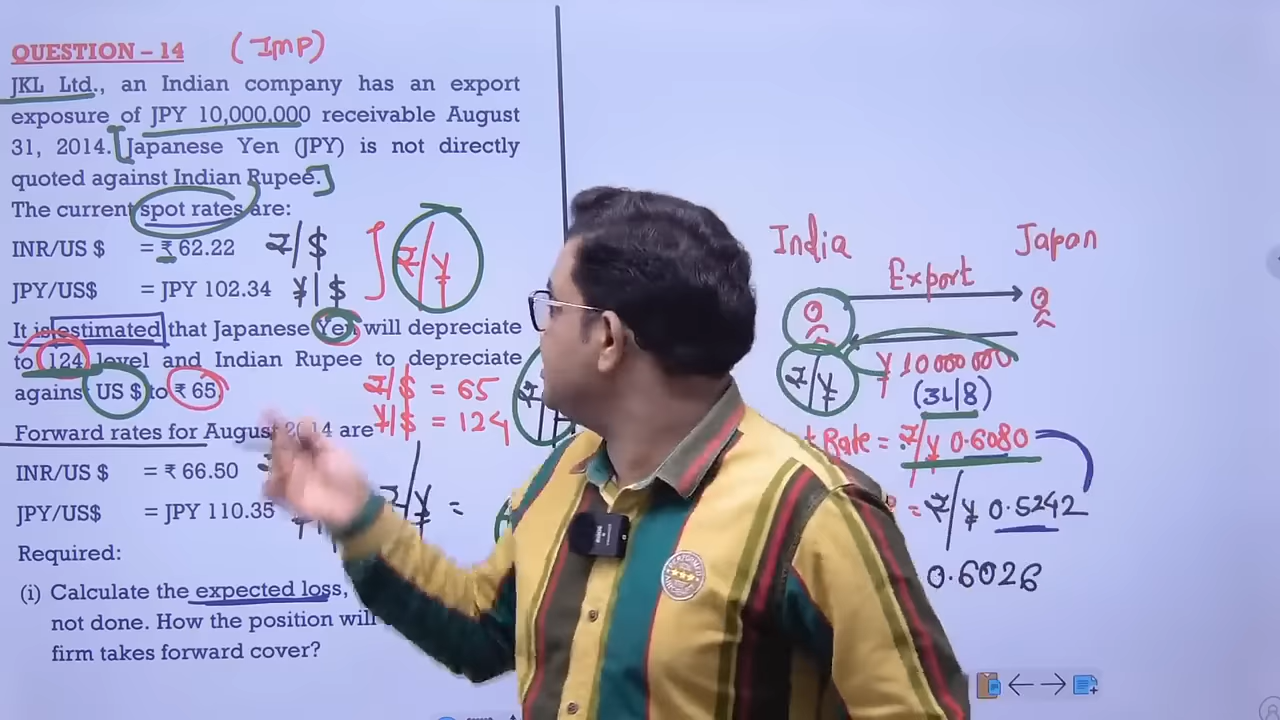 QUESTION – 14 (IMP)
JKL Ltd., an Indian company has an export
exposure of JPY 10,000,000 receivable August
31, 2014. [Japanese Yen (JPY) is not directly
quoted against Indian Rupee.]
The current spot rates are:
INR/US $ = ₹ 62.22 ₹/$
JPY/US$ = JPY 102.34 ¥/$
₹/¥
It is estimated that Japanese Yen will depreciate
to 124 level and Indian Rupee to depreciate
agains US $ to ₹ 65.
₹/$ = 65
¥/$ = 124
Forward rates for August 2014 are
INR/US $ = ₹ 66.50
JPY/US$ = JPY 110.35
₹/¥ =
Required:
(i) Calculate the expected loss,
not done. How the position will
firm takes forward cover?
India Japan
Export
₹/¥ ¥ 10000000
(31/8)
Rate = ₹/¥ 0.6080
= ₹/¥ 0.5242
0.6026